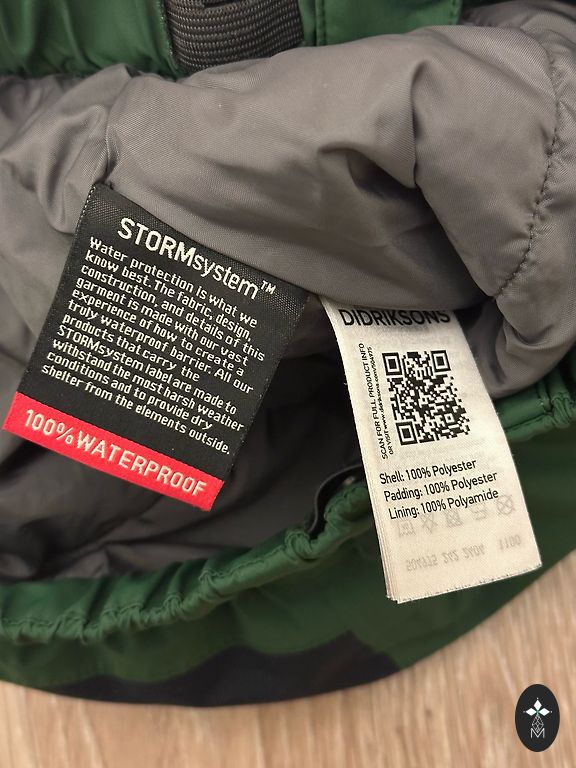 STORMsystem™
Water protection is what we
know best. The fabric, design,
construction, and details of this
garment is made with our vast
experience of how to create a
truly waterproof barrier. All our
products that carry the
STORMsystem label are made to
withstand the most harsh weather
conditions and to provide dry
shelter from the elements outside.
100% WATERPROOF
DIDRIKSONS
SCAN FOR FULL PRODUCT INFO
Shell: 100% Polyester
Padding: 100% Polyester
Lining: 100% Polyamide
M